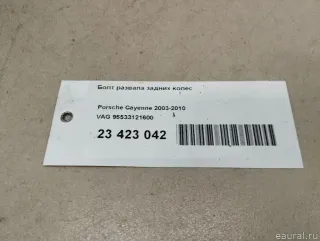 Болт развала задних колес
Porsche Cayenne 2003-2010
VAG 95533121600
23 423 042
eaural.ru